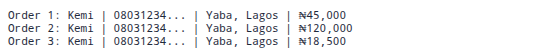 Order 1: Kemi | 08031234... | Yaba, Lagos | ₦45,000
Order 2: Kemi | 08031234... | Yaba, Lagos | ₦120,000
Order 3: Kemi | 08031234... | Yaba, Lagos | ₦18,500